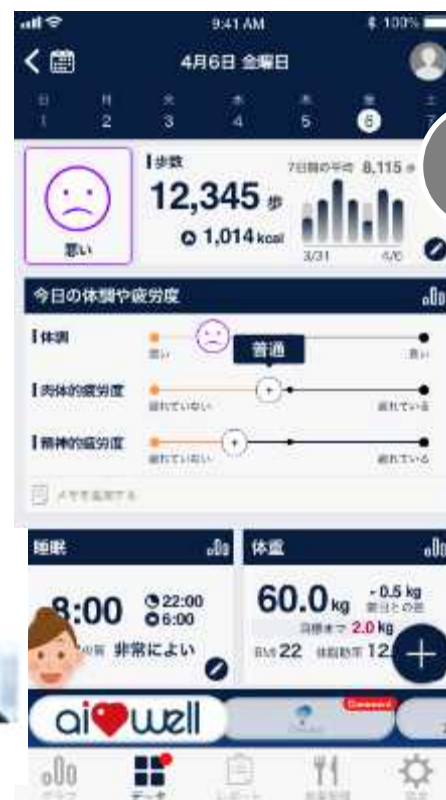 9:41 AM 100%
4月6日 金曜日
日 月 火 水 木 金 土
1 2 3 4 5 6 7
歩数
7日間の平均 8,115 歩
12,345 歩
1,014 kcal
悪い
3/31 4/6
今日の体調や疲労度
体調
悪い 良い
普通
肉体的疲労度
疲れていない 疲れている
精神的疲労度
疲れていない 疲れている
メモを追加する
睡眠
体重
8:00
22:00
6:00
非常によい
60.0 kg
- 0.5 kg
前日との差
目標まで 2.0 kg
BMI 22 体脂肪率 12.
aiwell
グラフ データ レポート 設定